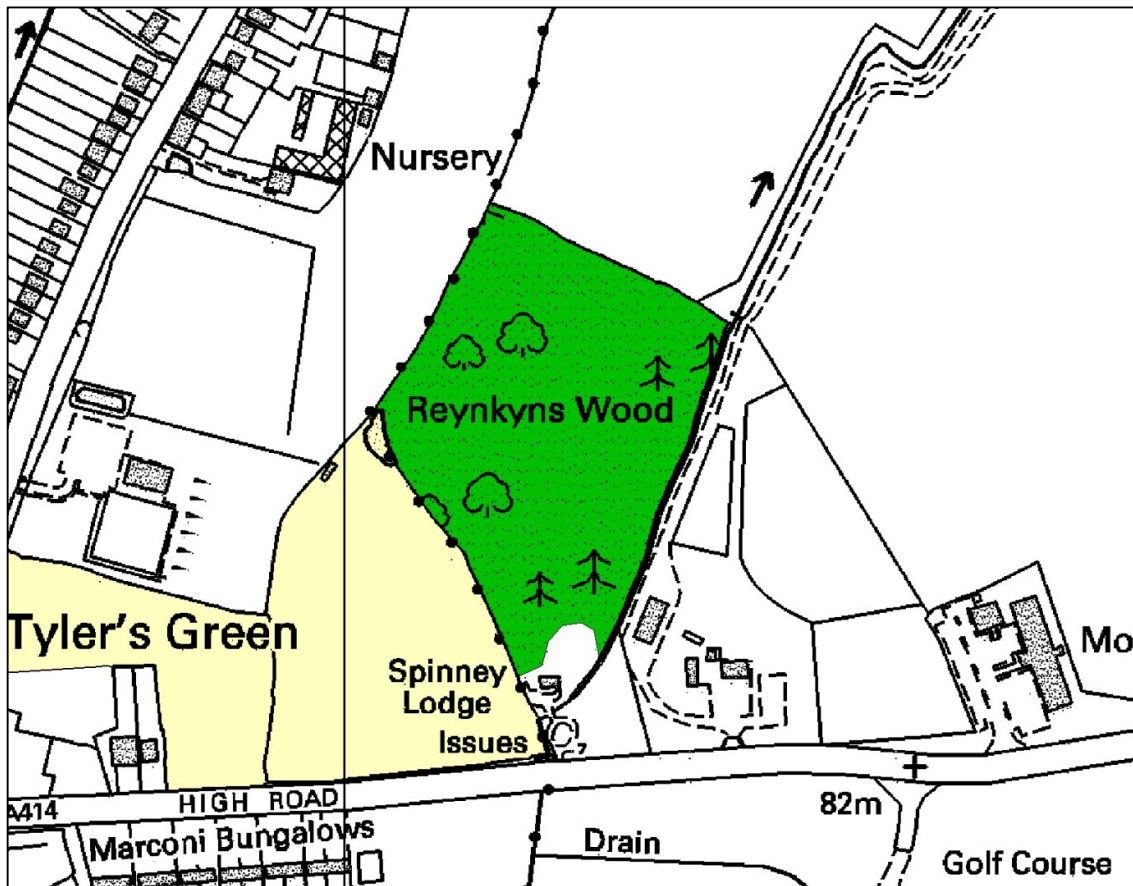 Nursery
Reynkyns Wood
Tyler's Green
Spinney
Lodge
Issues
Mo
A414
HIGH ROAD
82m
Marconi Bungalows
Drain
Golf Course